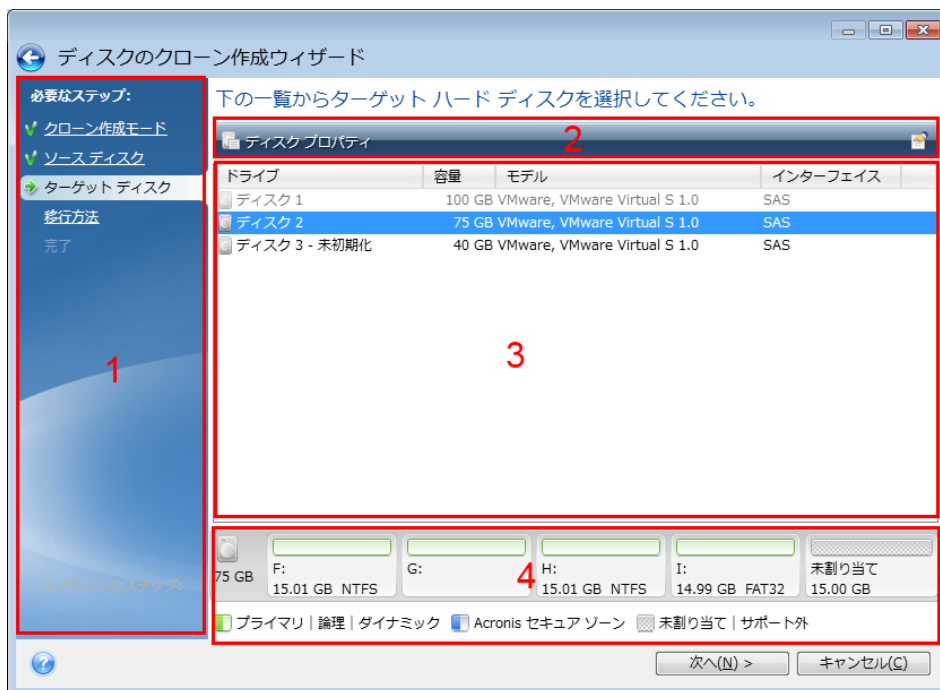 ディスクのクローン作成ウィザード
必要なステップ:
クローン作成モード
ソース ディスク
ターゲット ディスク
移行方法
完了
1
オプションのステップ:
下の一覧からターゲット ハード ディスクを選択してください。
ディスク プロパティ
2
ドライブ 容量 モデル インターフェイス
ディスク 1 100 GB VMware, VMware Virtual S 1.0 SAS
ディスク 2 75 GB VMware, VMware Virtual S 1.0 SAS
ディスク 3 - 未初期化 40 GB VMware, VMware Virtual S 1.0 SAS
3
75 GB
F:
15.01 GB NTFS
G:
4
H:
15.01 GB NTFS
I:
14.99 GB FAT32
未割り当て
15.00 GB
プライマリ | 論理 | ダイナミック Acronis セキュア ゾーン 未割り当て | サポート外
次へ(N) > キャンセル(C)